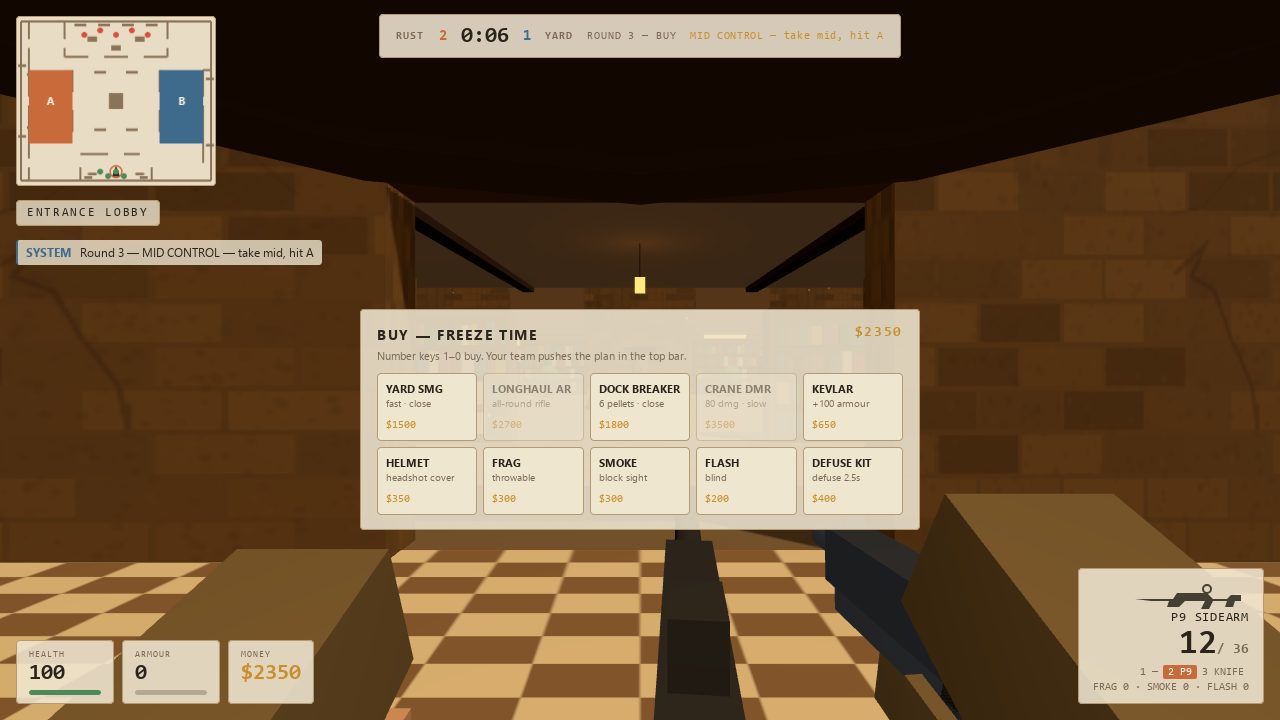 RUST 2 0:06 1 YARD ROUND 3 — BUY MID CONTROL — take mid, hit A
A
B
ENTRANCE LOBBY
SYSTEM Round 3 — MID CONTROL — take mid, hit A
BUY — FREEZE TIME
$2350
Number keys 1–0 buy. Your team pushes the plan in the top bar.
YARD SMG
fast · close
$1500
LONGHAUL AR
all-round rifle
$2700
DOCK BREAKER
6 pellets · close
$1800
CRANE DMR
80 dmg · slow
$3500
KEVLAR
+100 armour
$650
HELMET
headshot cover
$350
FRAG
throwable
$300
SMOKE
block sight
$300
FLASH
blind
$200
DEFUSE KIT
defuse 2.5s
$400
HEALTH
100
ARMOUR
0
MONEY
$2350
P9 SIDEARM
12 / 36
1 — 2 P9 3 KNIFE
FRAG 0 · SMOKE 0 · FLASH 0